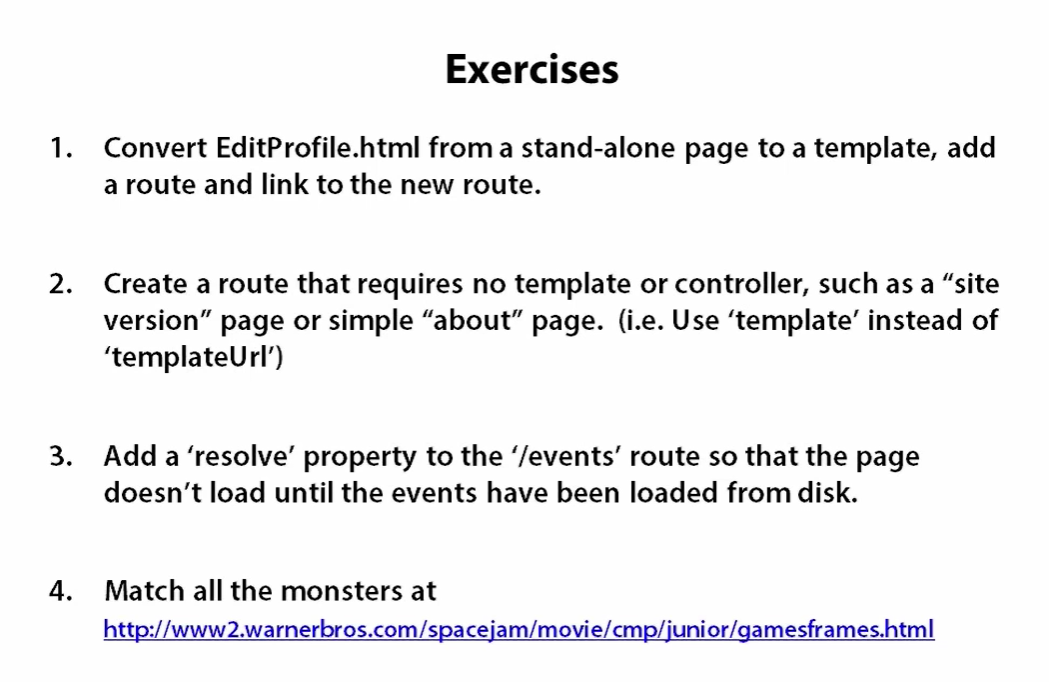 Exercises
1. Convert EditProfile.html from a stand-alone page to a template, add
a route and link to the new route.
2. Create a route that requires no template or controller, such as a “site
version” page or simple “about” page. (i.e. Use ‘template’ instead of
‘templateUrl’)
3. Add a ‘resolve’ property to the ‘/events’ route so that the page
doesn’t load until the events have been loaded from disk.
4. Match all the monsters at
http://www2.warnerbros.com/spacejam/movie/cmp/junior/gamesframes.html